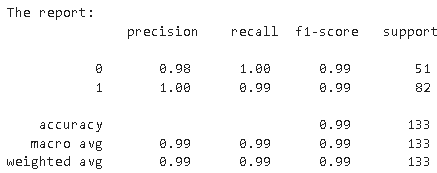 The report:
precision recall f1-score support
0 0.98 1.00 0.99 51
1 1.00 0.99 0.99 82
accuracy 0.99 133
macro avg 0.99 0.99 0.99 133
weighted avg 0.99 0.99 0.99 133